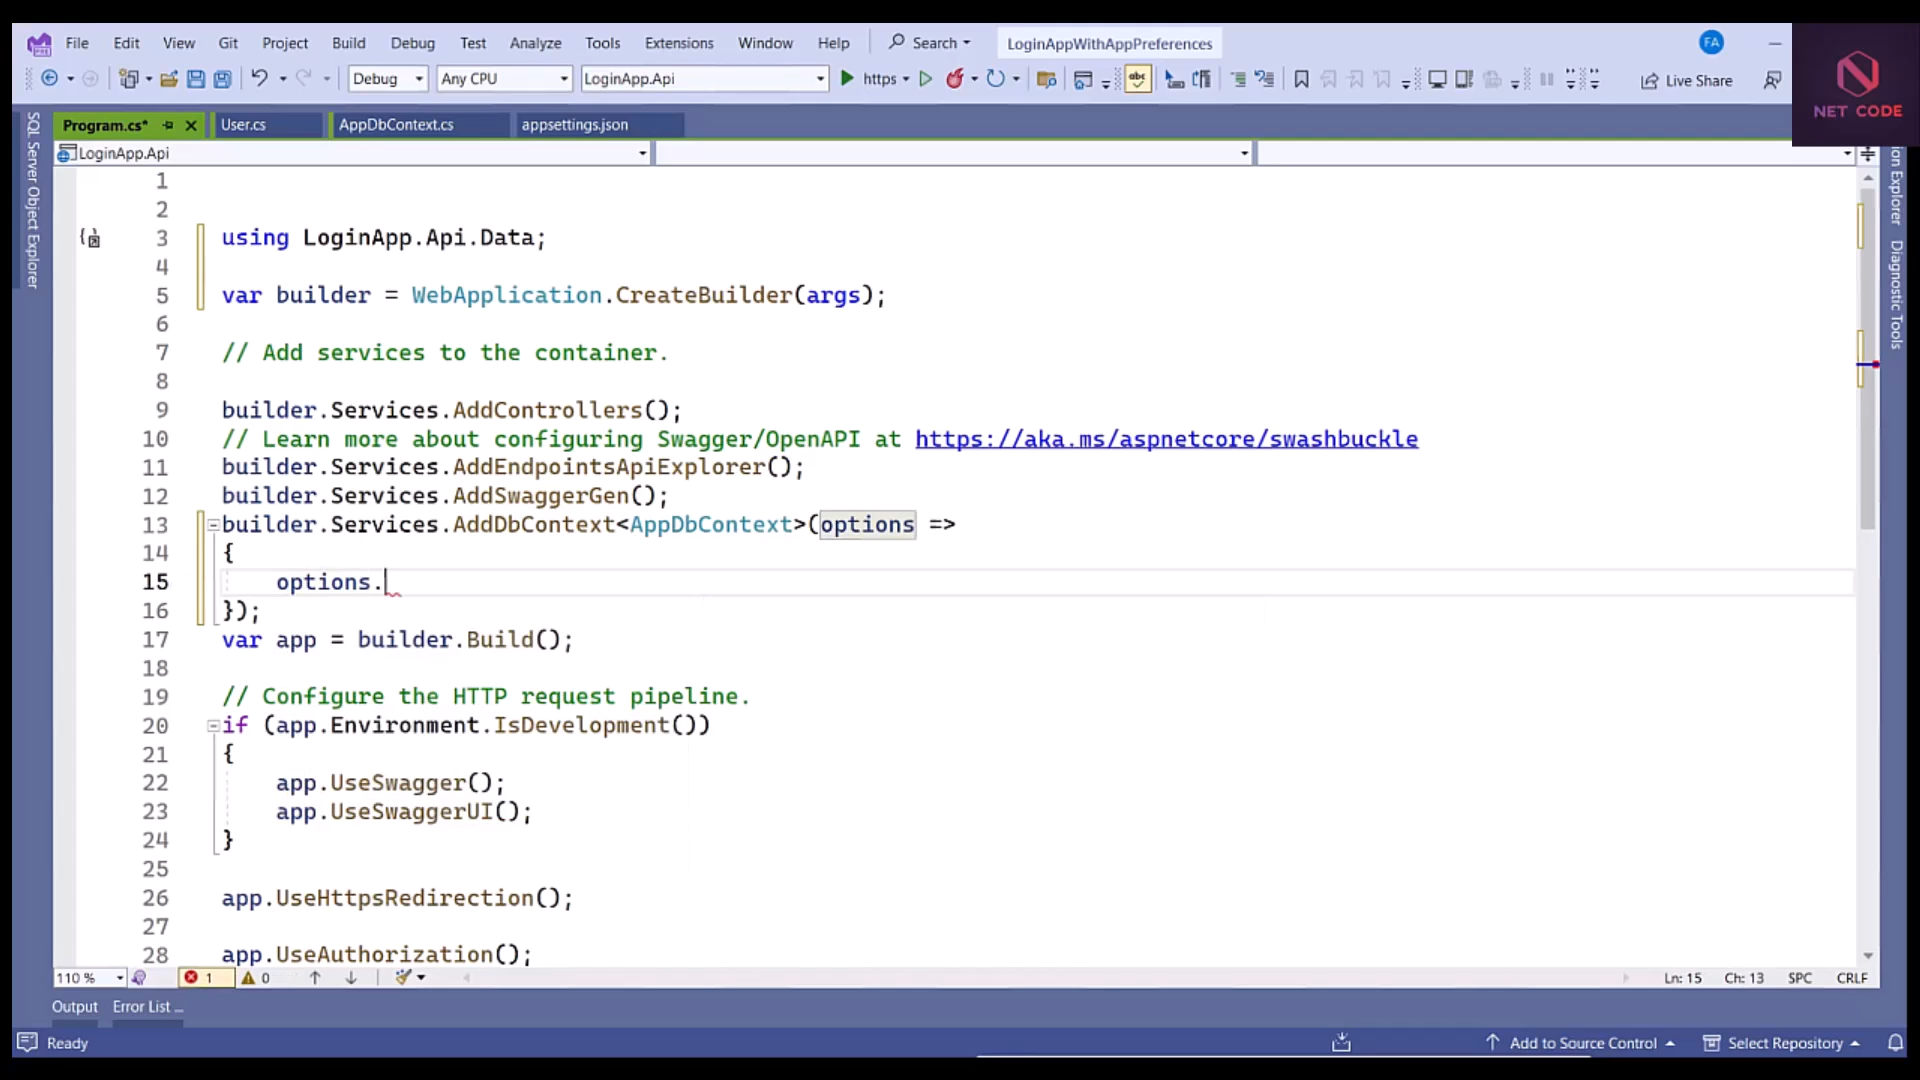 File Edit View Git Project Build Debug Test Analyze Tools Extensions Window Help Search LoginAppWithAppPreferences FA
Debug Any CPU LoginApp.Api https abc Live Share
NET CODE
Program.cs* User.cs AppDbContext.cs appsettings.json
LoginApp.Api
SQL Server Object Explorer
ion Explorer
Diagnostic Tools
1
2
3 using LoginApp.Api.Data;
4
5 var builder = WebApplication.CreateBuilder(args);
6
7 // Add services to the container.
8
9 builder.Services.AddControllers();
10 // Learn more about configuring Swagger/OpenAPI at https://aka.ms/aspnetcore/swashbuckle
11 builder.Services.AddEndpointsApiExplorer();
12 builder.Services.AddSwaggerGen();
13 builder.Services.AddDbContext<AppDbContext>(options =>
14 {
15 options.
16 });
17 var app = builder.Build();
18
19 // Configure the HTTP request pipeline.
20 if (app.Environment.IsDevelopment())
21 {
22 app.UseSwagger();
23 app.UseSwaggerUI();
24 }
25
26 app.UseHttpsRedirection();
27
28 app.UseAuthorization();
110 % 1 0 Ln: 15 Ch: 13 SPC CRLF
Output Error List ...
Ready Add to Source Control Select Repository